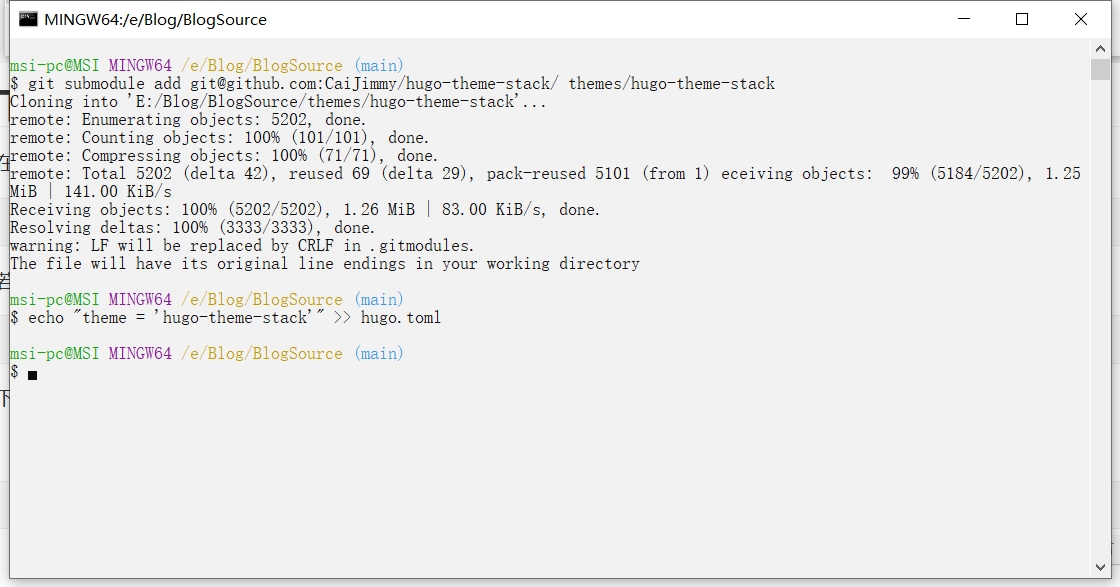 MINGW64:/e/Blog/BlogSource
msi-pc@MSI MINGW64 /e/Blog/BlogSource (main)
$ git submodule add git@github.com:CaiJimmy/hugo-theme-stack/ themes/hugo-theme-stack
Cloning into 'E:/Blog/BlogSource/themes/hugo-theme-stack'...
remote: Enumerating objects: 5202, done.
remote: Counting objects: 100% (101/101), done.
remote: Compressing objects: 100% (71/71), done.
remote: Total 5202 (delta 42), reused 69 (delta 29), pack-reused 5101 (from 1) eceiving objects:  99% (5184/5202), 1.25
MiB | 141.00 KiB/s
Receiving objects: 100% (5202/5202), 1.26 MiB | 83.00 KiB/s, done.
Resolving deltas: 100% (3333/3333), done.
warning: LF will be replaced by CRLF in .gitmodules.
The file will have its original line endings in your working directory
msi-pc@MSI MINGW64 /e/Blog/BlogSource (main)
$ echo "theme = 'hugo-theme-stack'" >> hugo.toml
msi-pc@MSI MINGW64 /e/Blog/BlogSource (main)
$